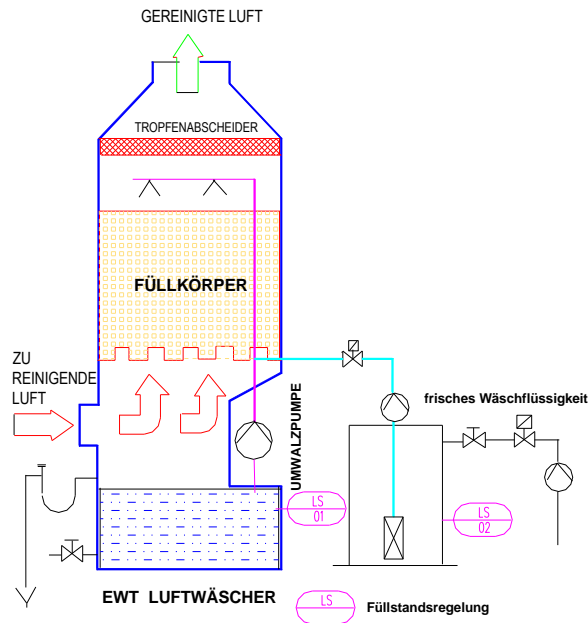 GEREINIGTE LUFT
TROPFENABSCHEIDER
FÜLLKÖRPER
ZU
REINIGENDE
LUFT
UMWALZPUMPE
frisches Wäschflüssigkeit
LS
01
LS
02
EWT LUFTWÄSCHER
LS
Füllstandsregelung